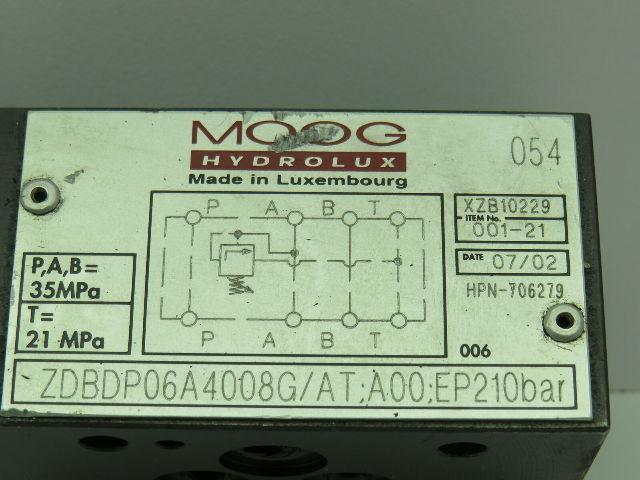 MOOG
HYDROLUX
Made in Luxembourg
054
P A B T
XZB10229
ITEM No.
001-21
DATE 07/02
HPN-706279
P,A,B=
35MPa
T=
21 MPa
P A B T
006
ZDBDP06A4008G/AT;A00;EP210bar